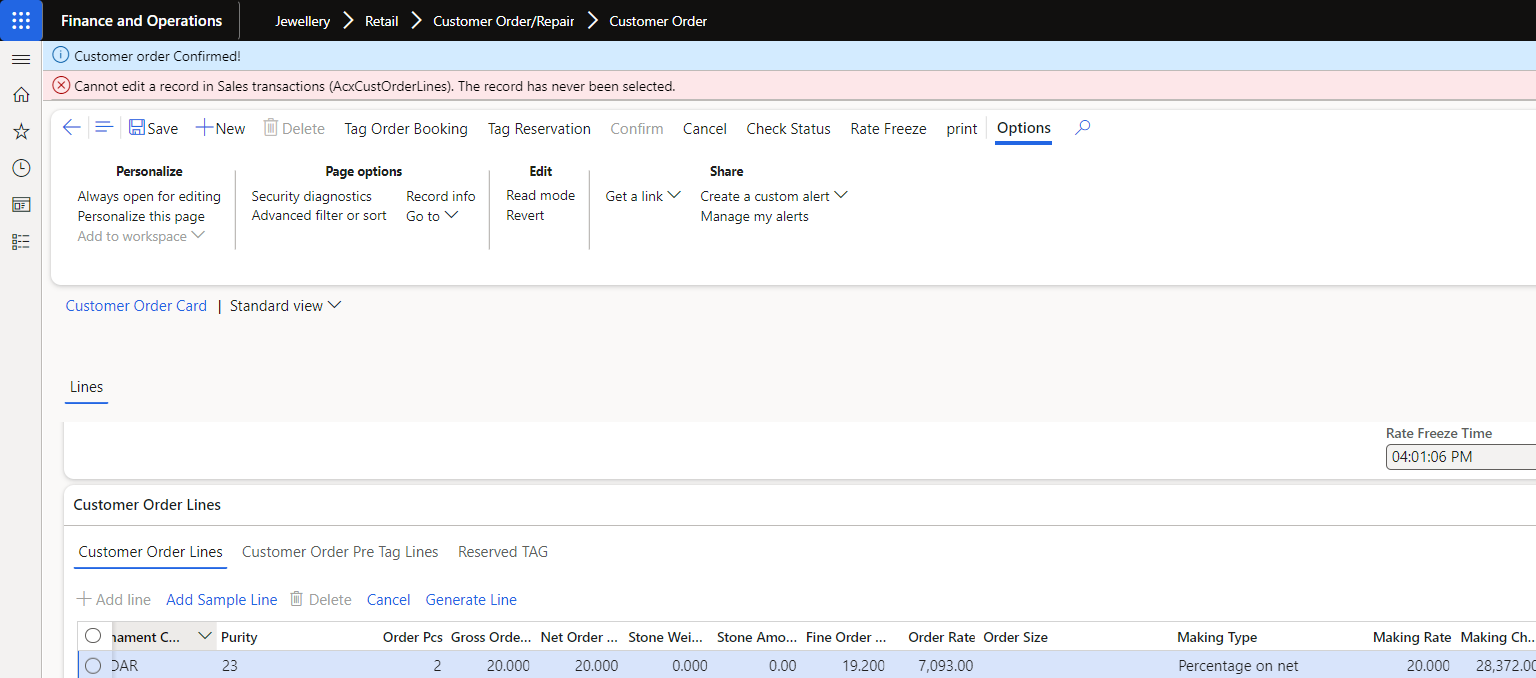 Finance and Operations Jewellery Retail Customer Order/Repair Customer Order
Customer order Confirmed!
Cannot edit a record in Sales transactions (AcxCustOrderLines). The record has never been selected.
Save New Delete Tag Order Booking Tag Reservation Confirm Cancel Check Status Rate Freeze print Options
Personalize Page options Edit Share
Always open for editing Security diagnostics Record info Read mode Get a link Create a custom alert
Personalize this page Advanced filter or sort Go to Revert Manage my alerts
Add to workspace
Customer Order Card | Standard view
Lines
Rate Freeze Time
04:01:06 PM
Customer Order Lines
Customer Order Lines Customer Order Pre Tag Lines Reserved TAG
Add line Add Sample Line Delete Cancel Generate Line
nament C... Purity Order Pcs Gross Orde... Net Order ... Stone Wei... Stone Amo... Fine Order ... Order Rate Order Size Making Type Making Rate Making Ch...
DAR 23 2 20.000 20.000 0.000 0.00 19.200 7,093.00 Percentage on net 20.000 28,372.00